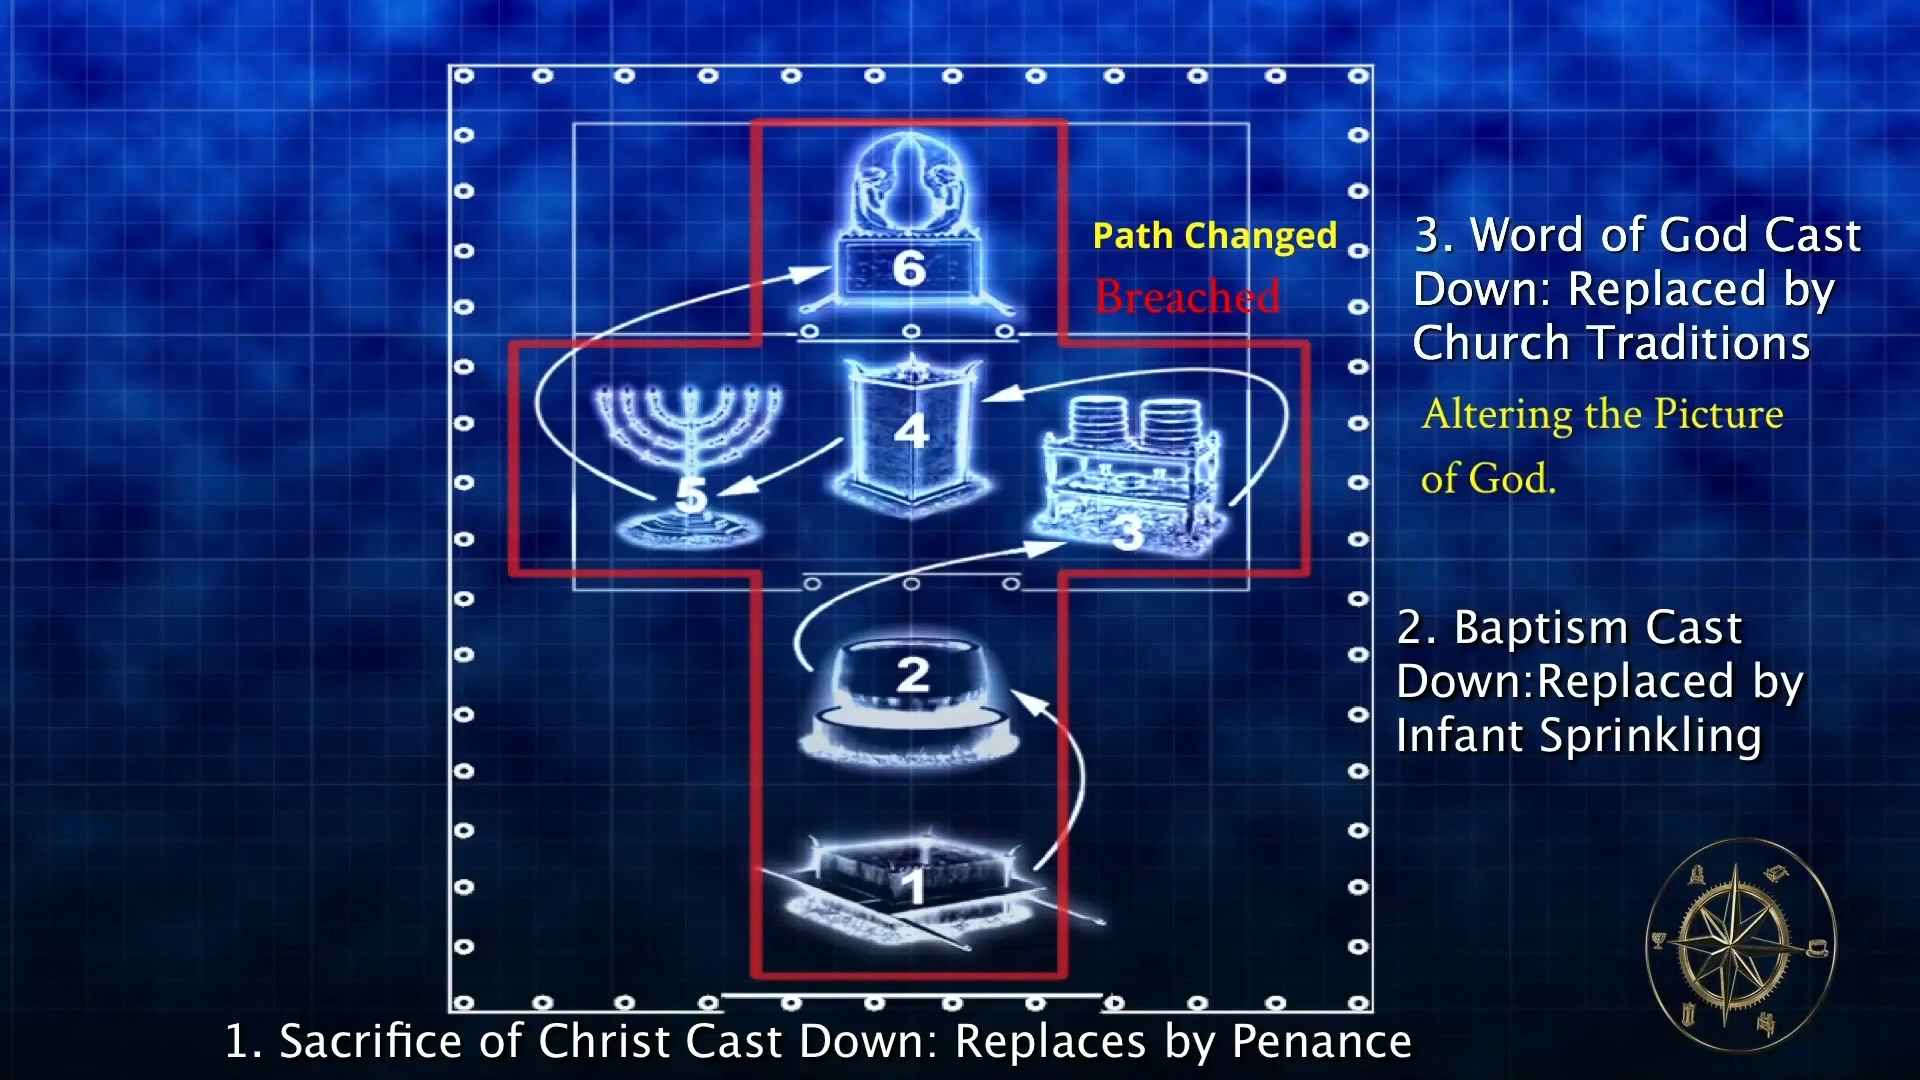 6
Path Changed
Breached
3. Word of God Cast
Down: Replaced by
Church Traditions
Altering the Picture
of God.
4
5
3
2
2. Baptism Cast
Down:Replaced by
Infant Sprinkling
1
1. Sacrifice of Christ Cast Down: Replaces by Penance